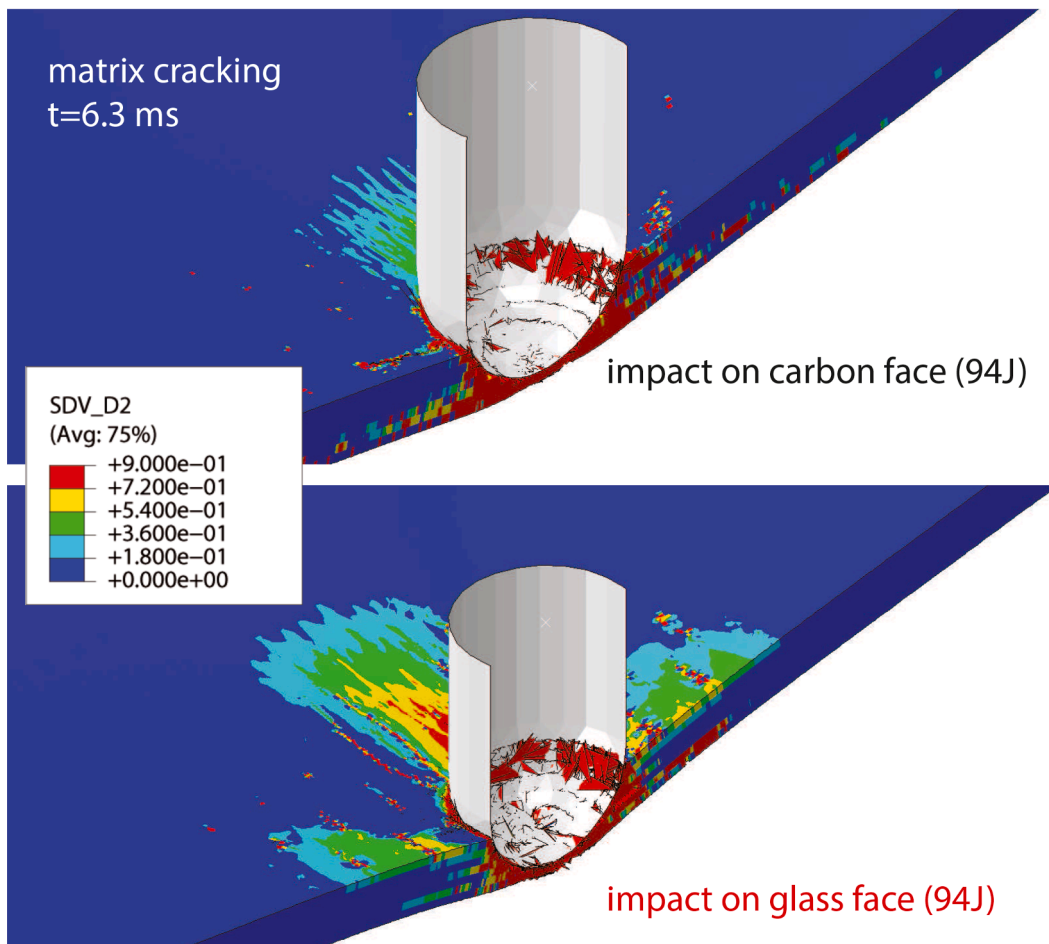 matrix cracking
t=6.3 ms
impact on carbon face (94J)
SDV_D2
(Avg: 75%)
+9.000e−01
+7.200e−01
+5.400e−01
+3.600e−01
+1.800e−01
+0.000e+00
impact on glass face (94J)